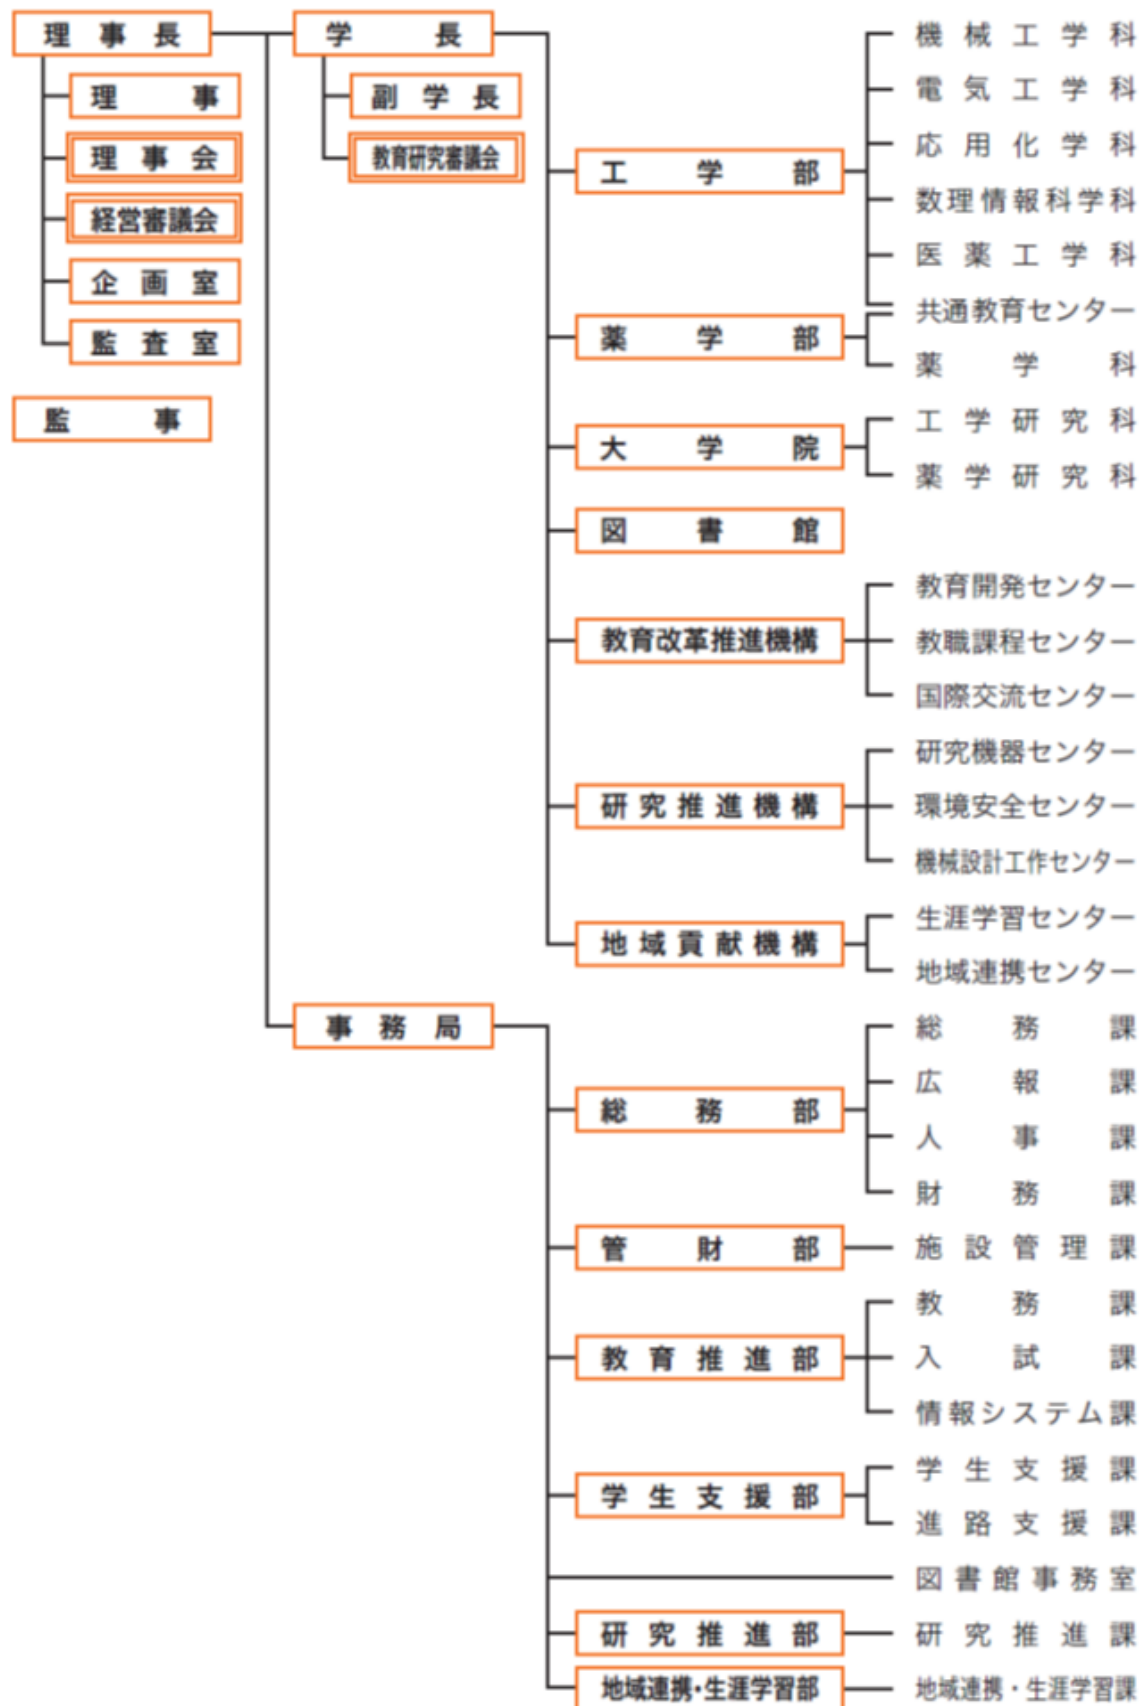 理事長
理事
理事会
経営審議会
企画室
監査室
監事
学長
副学長
教育研究審議会
工学部
機械工学科
電気工学科
応用化学科
数理情報科学科
医薬工学科
共通教育センター
薬学部
薬学科
大学院
工学研究科
薬学研究科
図書館
教育改革推進機構
教育開発センター
教職課程センター
国際交流センター
研究推進機構
研究機器センター
環境安全センター
機械設計工作センター
地域貢献機構
生涯学習センター
地域連携センター
事務局
総務部
総務課
広報課
人事課
財務課
管財部
施設管理課
教育推進部
教務課
入試課
情報システム課
学生支援部
学生支援課
進路支援課
図書館事務室
研究推進部
研究推進課
地域連携・生涯学習部
地域連携・生涯学習課